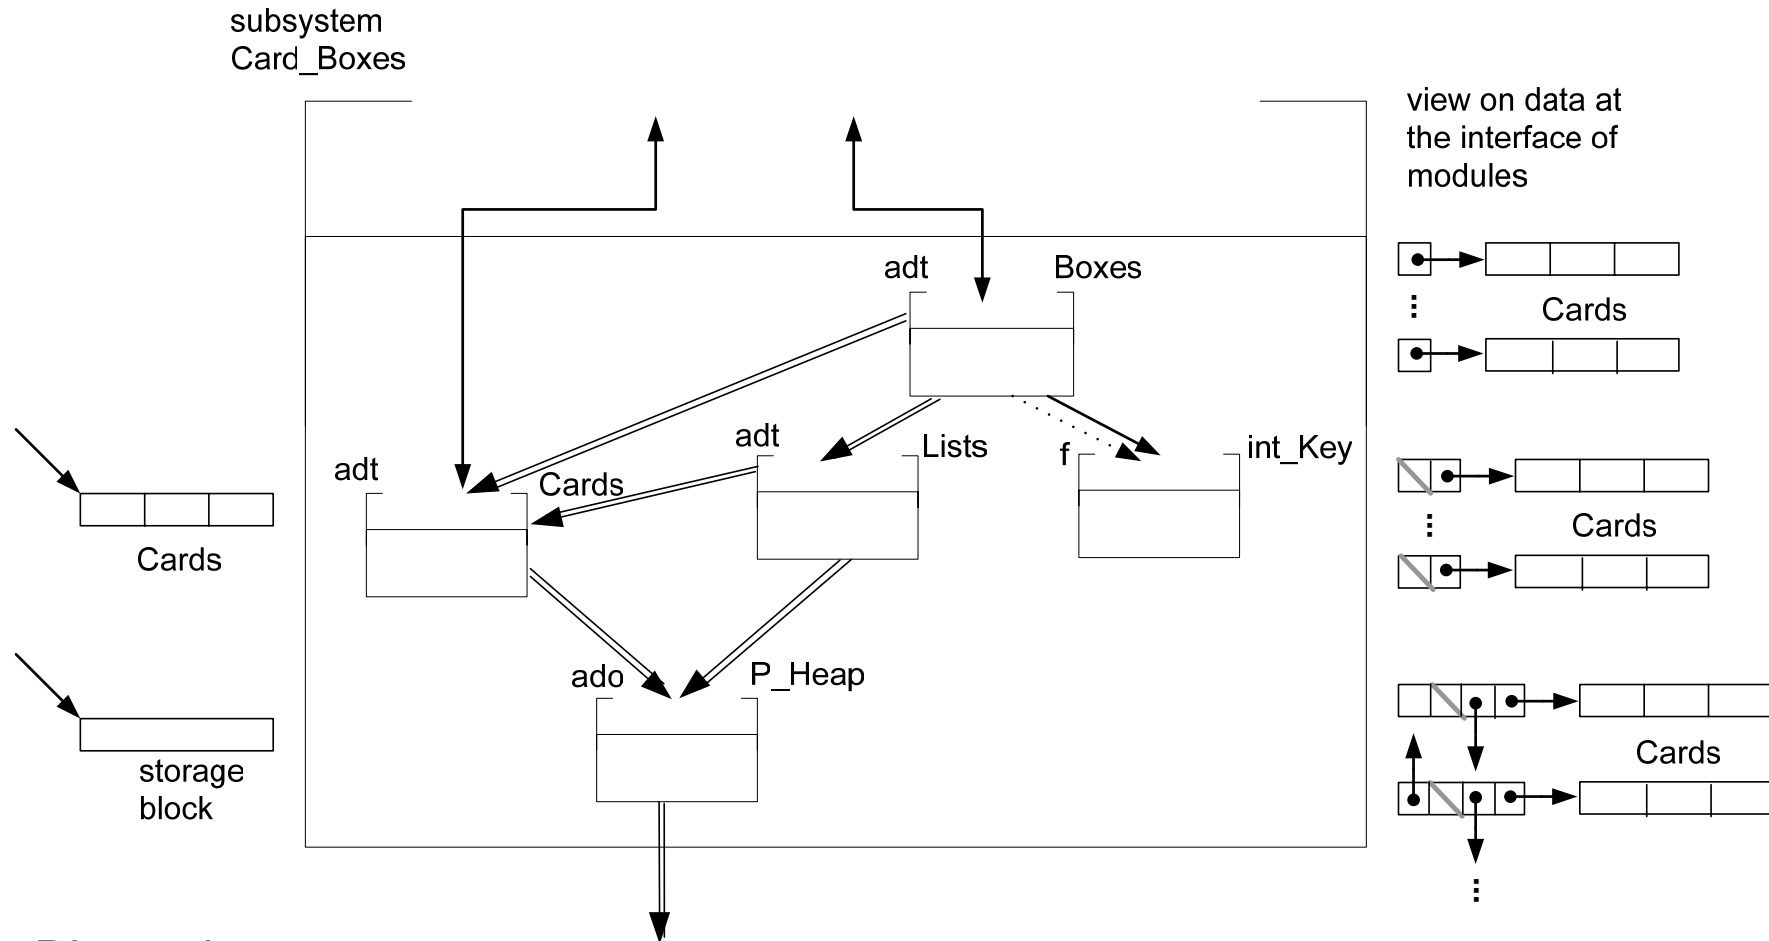 subsystem
Card_Boxes
view on data at
the interface of
modules
adt
Boxes
Cards
adt
Lists
f
int_Key
adt
Cards
Cards
Cards
ado
P_Heap
storage
block
Cards